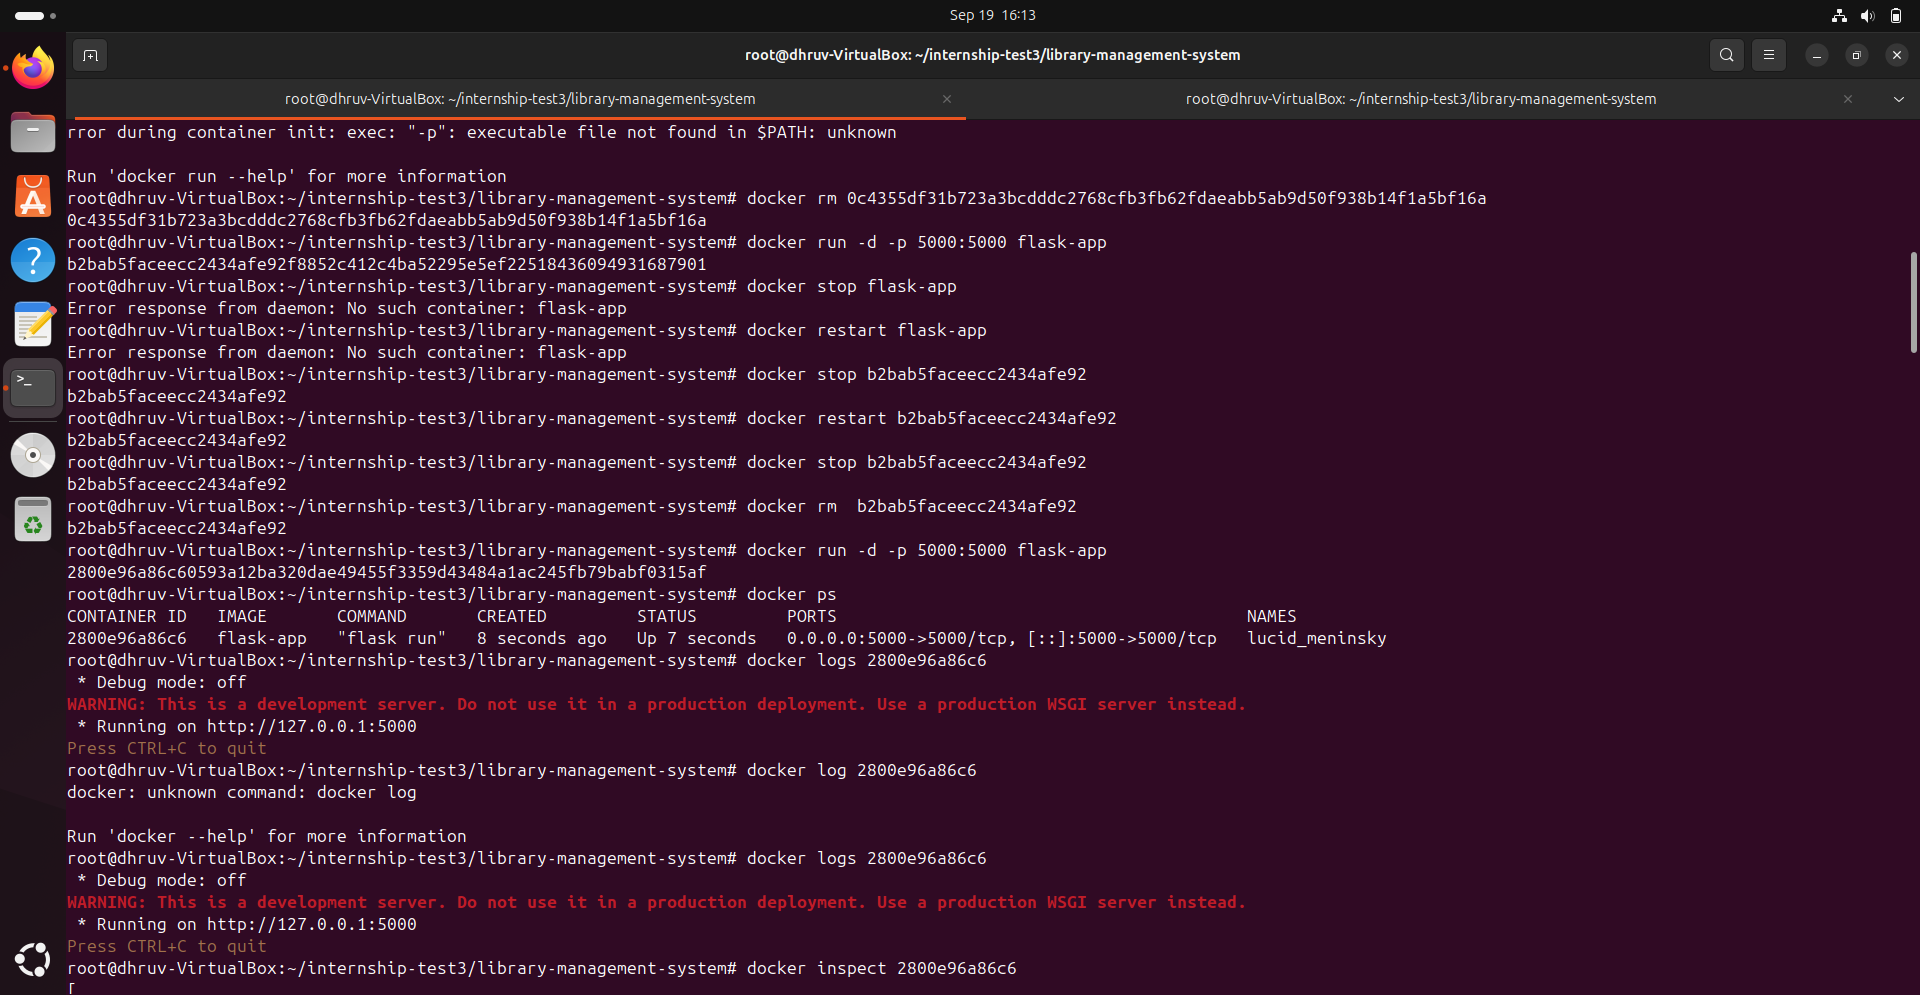 Sep 19 16:13
root@dhruv-VirtualBox: ~/internship-test3/library-management-system
root@dhruv-VirtualBox: ~/internship-test3/library-management-system
root@dhruv-VirtualBox: ~/internship-test3/library-management-system
rror during container init: exec: "-p": executable file not found in $PATH: unknown
Run 'docker run --help' for more information
root@dhruv-VirtualBox:~/internship-test3/library-management-system# docker rm 0c4355df31b723a3bcdddc2768cfb3fb62fdaeabb5ab9d50f938b14f1a5bf16a
0c4355df31b723a3bcdddc2768cfb3fb62fdaeabb5ab9d50f938b14f1a5bf16a
root@dhruv-VirtualBox:~/internship-test3/library-management-system# docker run -d -p 5000:5000 flask-app
b2bab5faceecc2434afe92f8852c412c4ba52295e5ef22518436094931687901
root@dhruv-VirtualBox:~/internship-test3/library-management-system# docker stop flask-app
Error response from daemon: No such container: flask-app
root@dhruv-VirtualBox:~/internship-test3/library-management-system# docker restart flask-app
Error response from daemon: No such container: flask-app
root@dhruv-VirtualBox:~/internship-test3/library-management-system# docker stop b2bab5faceecc2434afe92
b2bab5faceecc2434afe92
root@dhruv-VirtualBox:~/internship-test3/library-management-system# docker restart b2bab5faceecc2434afe92
b2bab5faceecc2434afe92
root@dhruv-VirtualBox:~/internship-test3/library-management-system# docker stop b2bab5faceecc2434afe92
b2bab5faceecc2434afe92
root@dhruv-VirtualBox:~/internship-test3/library-management-system# docker rm  b2bab5faceecc2434afe92
b2bab5faceecc2434afe92
root@dhruv-VirtualBox:~/internship-test3/library-management-system# docker run -d -p 5000:5000 flask-app
2800e96a86c60593a12ba320dae49455f3359d43484a1ac245fb79babf0315af
root@dhruv-VirtualBox:~/internship-test3/library-management-system# docker ps
CONTAINER ID   IMAGE       COMMAND       CREATED         STATUS         PORTS                                         NAMES
2800e96a86c6   flask-app   "flask run"   8 seconds ago   Up 7 seconds   0.0.0.0:5000->5000/tcp, [::]:5000->5000/tcp   lucid_meninsky
root@dhruv-VirtualBox:~/internship-test3/library-management-system# docker logs 2800e96a86c6
 * Debug mode: off
WARNING: This is a development server. Do not use it in a production deployment. Use a production WSGI server instead.
 * Running on http://127.0.0.1:5000
Press CTRL+C to quit
root@dhruv-VirtualBox:~/internship-test3/library-management-system# docker log 2800e96a86c6
docker: unknown command: docker log
Run 'docker --help' for more information
root@dhruv-VirtualBox:~/internship-test3/library-management-system# docker logs 2800e96a86c6
 * Debug mode: off
WARNING: This is a development server. Do not use it in a production deployment. Use a production WSGI server instead.
 * Running on http://127.0.0.1:5000
Press CTRL+C to quit
root@dhruv-VirtualBox:~/internship-test3/library-management-system# docker inspect 2800e96a86c6
[